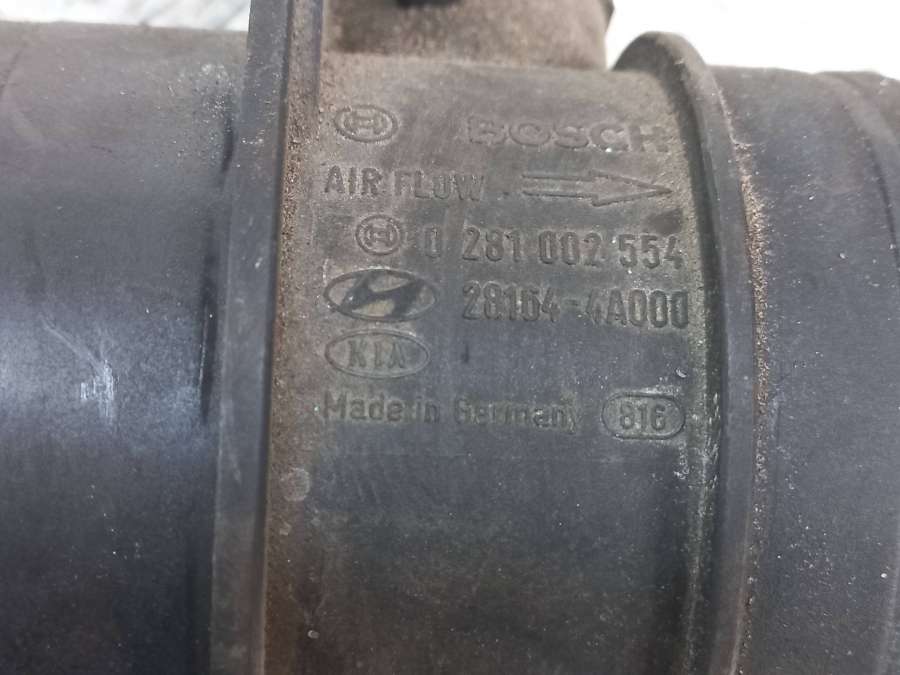 BOSCH
AIR FLOW
0 281 002 554
28164-4A000
KIA
Made in Germany 816